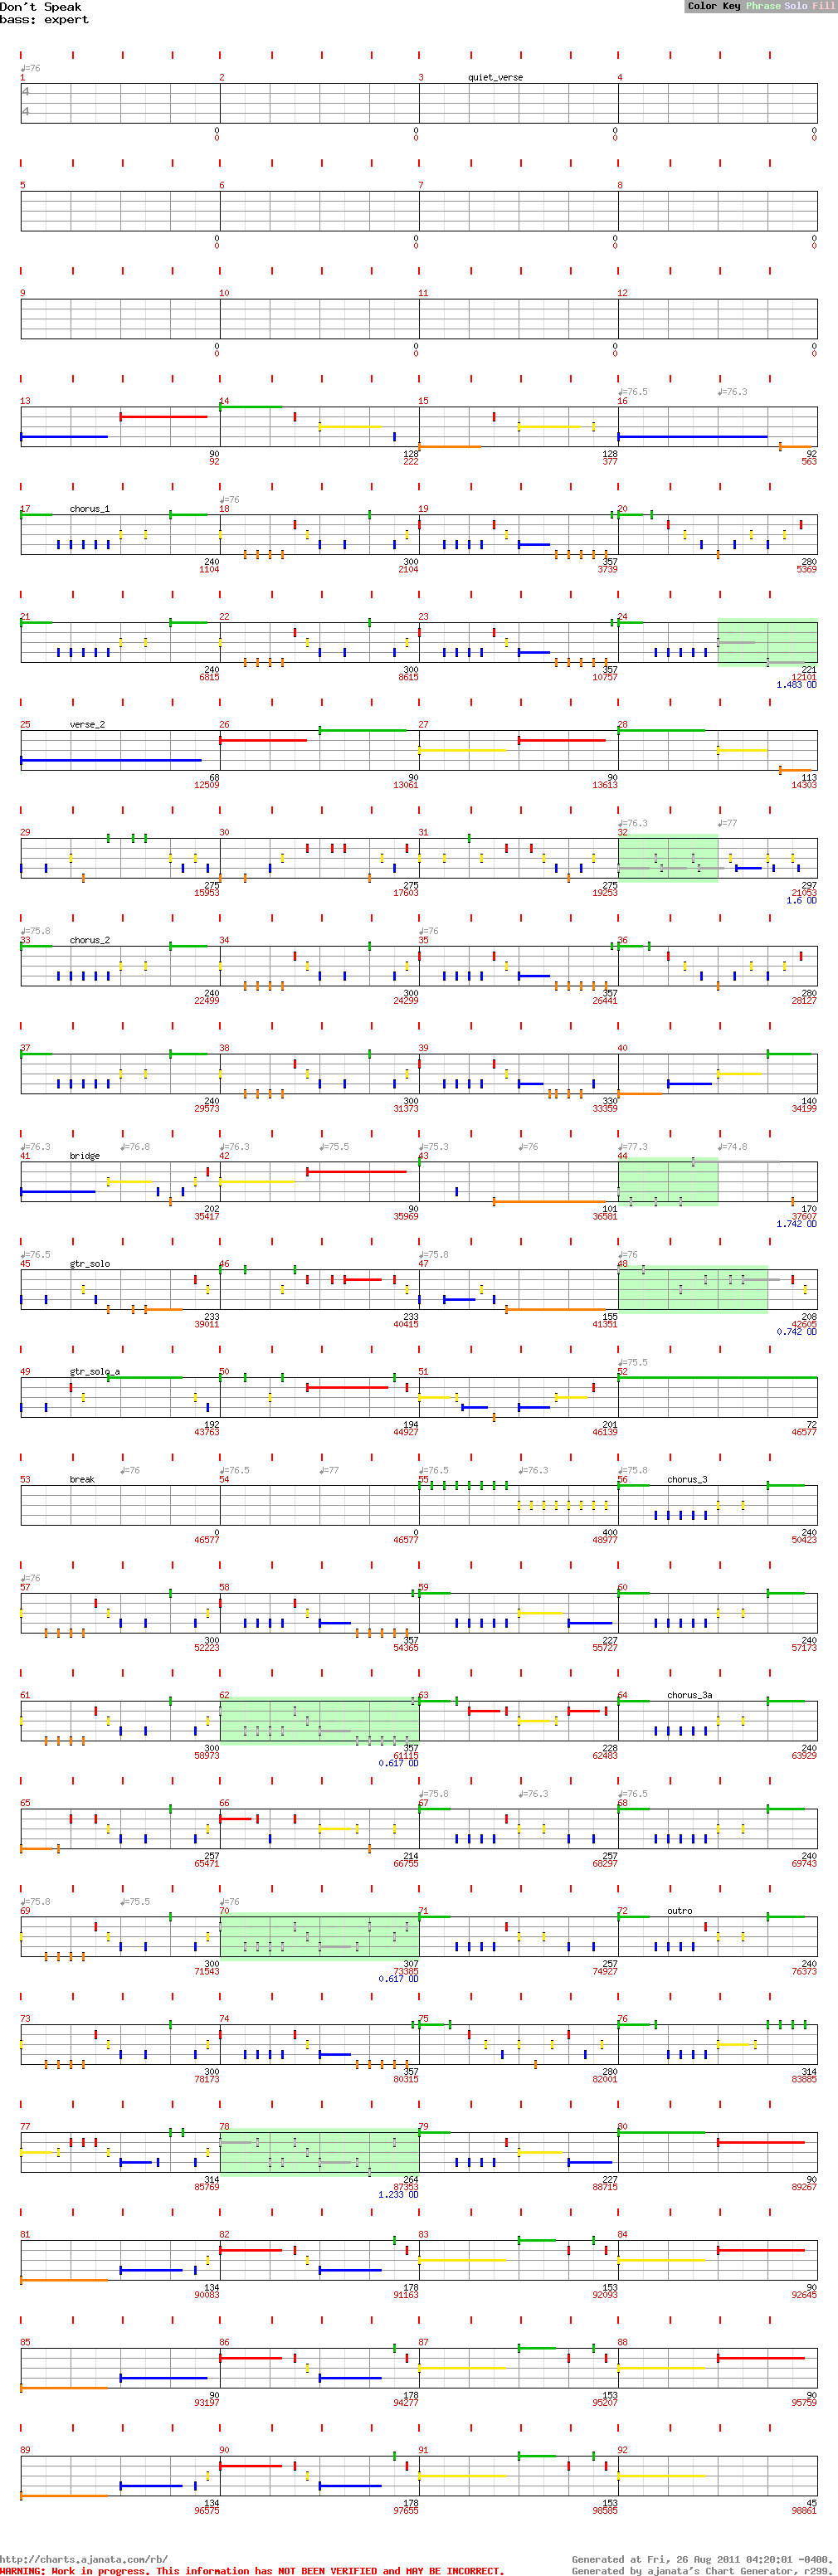 Don't Speak
Color Key Phrase Solo Fill
bass: expert
♩=76
1 2 3 quiet_verse 4
4
4
0 0 0 0
0 0 0 0
5 6 7 8
0 0 0 0
0 0 0 0
9 10 11 12
0 0 0 0
0 0 0 0
♩=76.5 ♩=76.3
13 14 15 16
90 128 128 92
92 222 377 563
♩=76
17 chorus_1 18 19 20
240 300 357 280
1104 2104 3739 5369
21 22 23 24
240 300 357 221
6815 8615 10757 12101
1.483 OD
25 verse_2 26 27 28
68 90 90 113
12509 13061 13613 14303
♩=76.3 ♩=77
29 30 31 32
275 275 275 297
15953 17603 19253 21053
1.6 OD
♩=75.8 ♩=76
33 chorus_2 34 35 36
240 300 357 280
22499 24299 26441 28127
37 38 39 40
240 300 330 140
29573 31373 33359 34199
♩=76.3 ♩=76.8 ♩=76.3 ♩=75.5 ♩=75.3 ♩=76 ♩=77.3 ♩=74.8
41 bridge 42 43 44
202 90 101 170
35417 35969 36581 37607
1.742 OD
♩=76.5 ♩=75.8 ♩=76
45 gtr_solo 46 47 48
233 233 155 208
39011 40415 41351 42605
0.742 OD
♩=75.5
49 gtr_solo_a 50 51 52
192 194 201 72
43763 44927 46139 46577
♩=76 ♩=76.5 ♩=77 ♩=76.5 ♩=76.3 ♩=75.8
53 break 54 55 56 chorus_3
0 0 400 240
46577 46577 48977 50423
♩=76
57 58 59 60
300 357 227 240
52223 54365 55727 57173
61 62 63 64 chorus_3a
300 357 228 240
58973 61115 62483 63929
0.617 OD
♩=75.8 ♩=76.3 ♩=76.5
65 66 67 68
257 214 257 240
65471 66755 68297 69743
♩=75.8 ♩=75.5 ♩=76
69 70 71 72 outro
300 307 257 240
71543 73385 74927 76373
0.617 OD
73 74 75 76
300 357 280 314
78173 80315 82001 83885
77 78 79 80
314 264 227 90
85769 87353 88715 89267
1.233 OD
81 82 83 84
134 178 153 90
90083 91163 92093 92645
85 86 87 88
90 178 153 90
93197 94277 95207 95759
89 90 91 92
134 178 153 45
96575 97655 98585 98861
http://charts.ajanata.com/rb/ Generated at Fri, 26 Aug 2011 04:20:01 -0400.
WARNING: Work in progress. This information has NOT BEEN VERIFIED and MAY BE INCORRECT. Generated by ajanata's Chart Generator, r299.